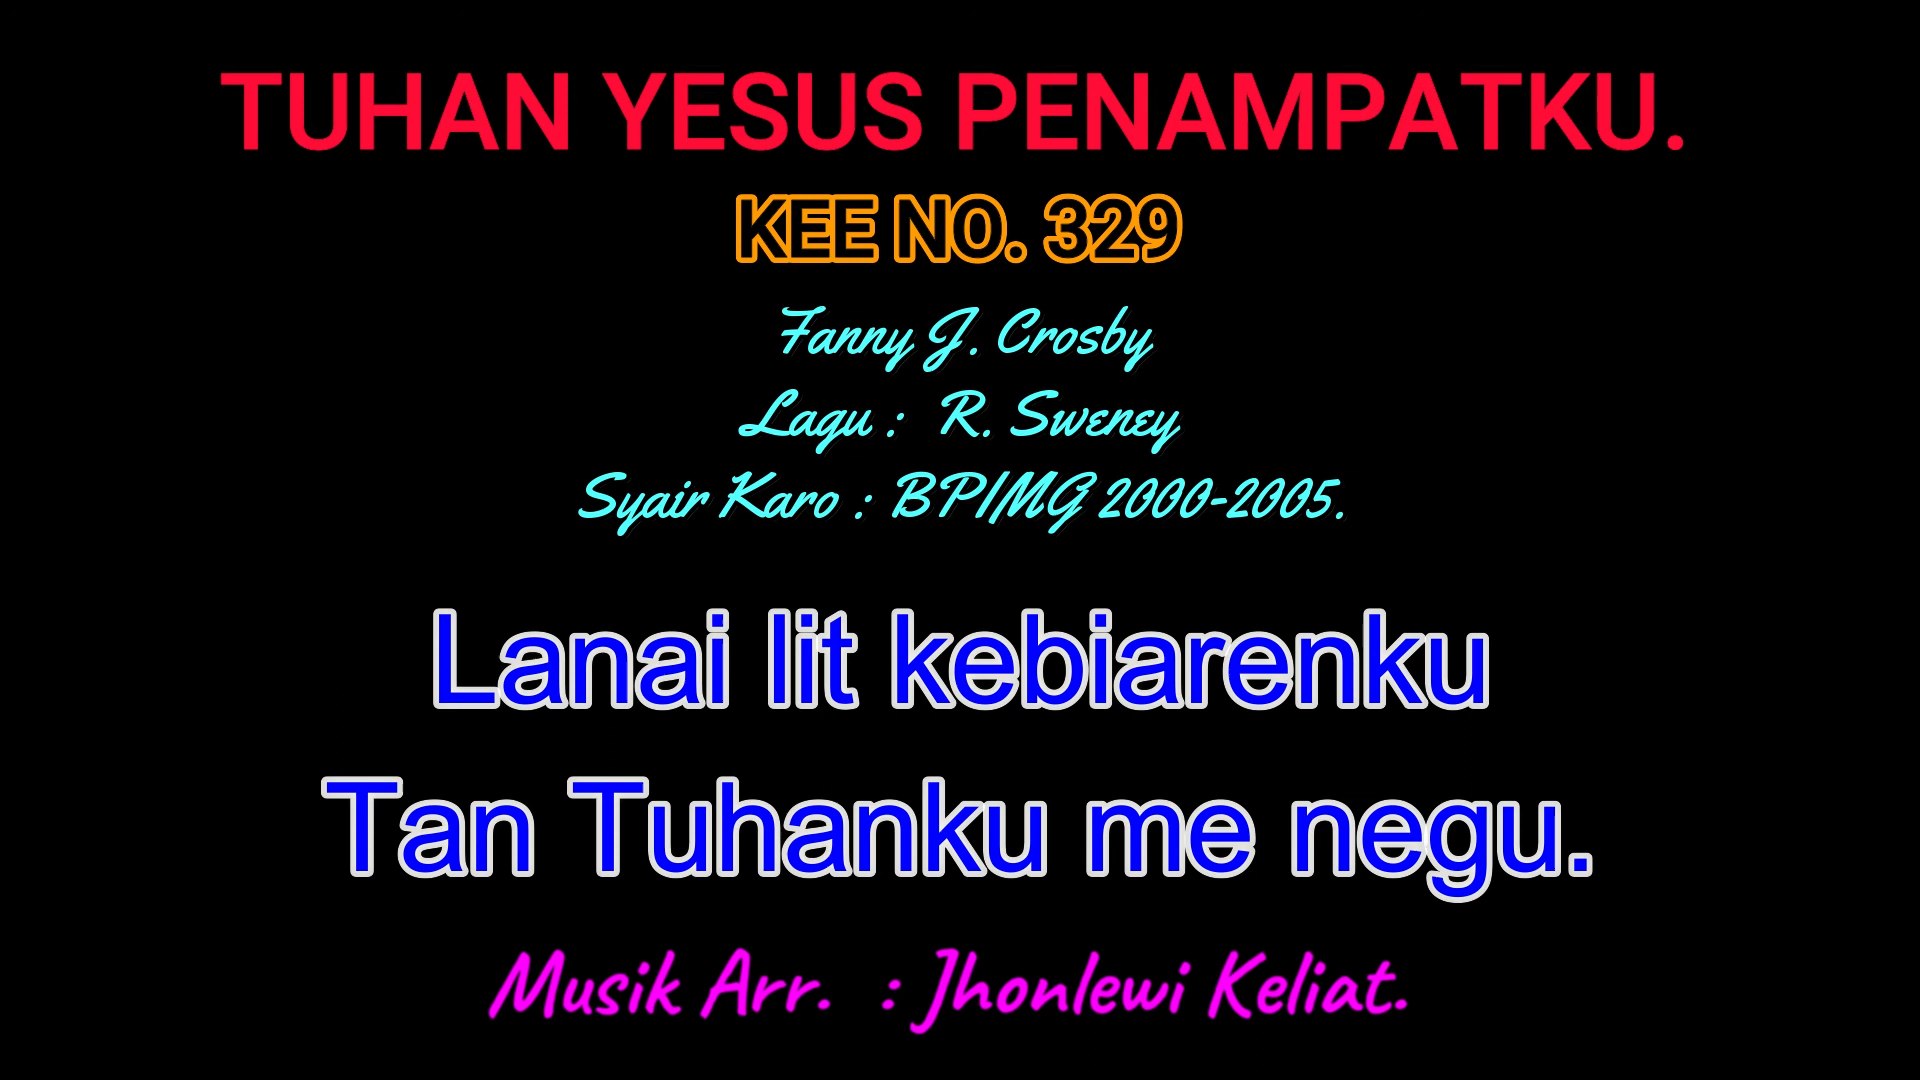 TUHAN YESUS PENAMPATKU.
KEE NO. 329
Fanny J. Crosby
Lagu : R. Sweney
Syair Karo : BPIMG 2000-2005.
Lanai lit kebiarenku
Tan Tuhanku me negu.
Musik Arr. : Jhonlewi Keliat.